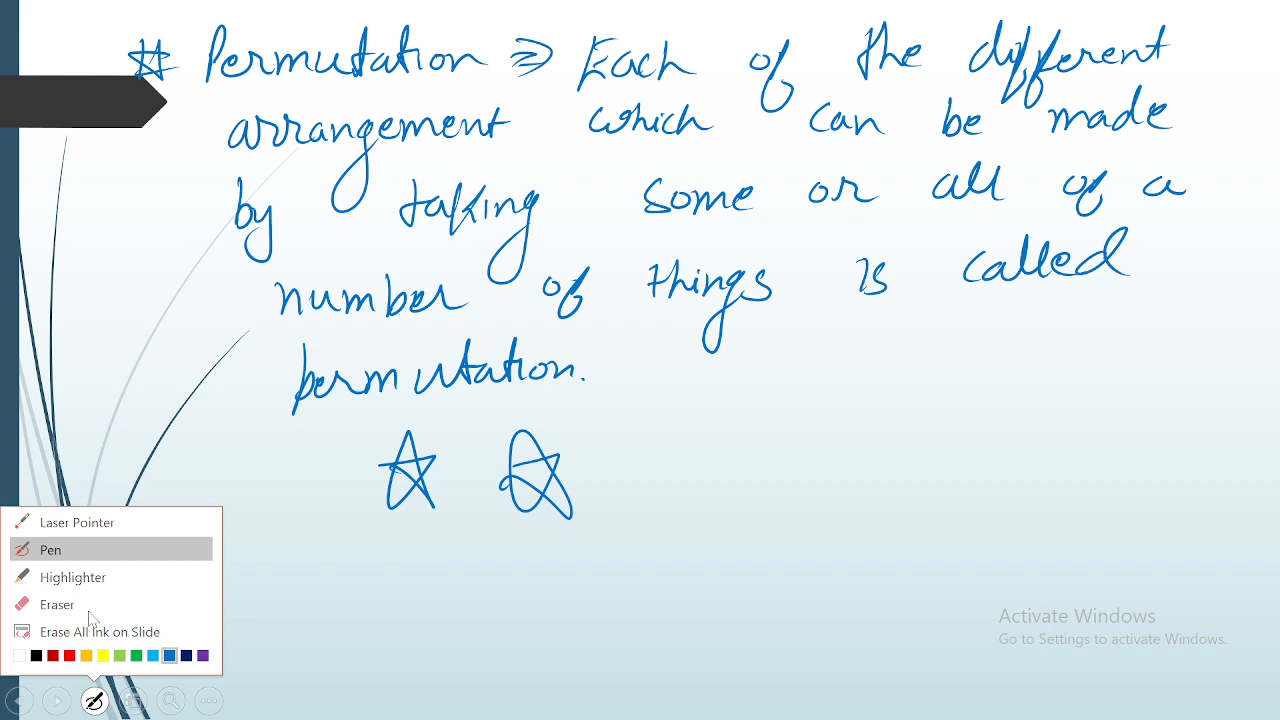 # Permutation ⇒ Each of the different
arrangement which can be made
by taking some or all of a
number of things is called
permutation.
Laser Pointer
Pen
Highlighter
Eraser
Erase All Ink on Slide
Activate Windows
Go to Settings to activate Windows.